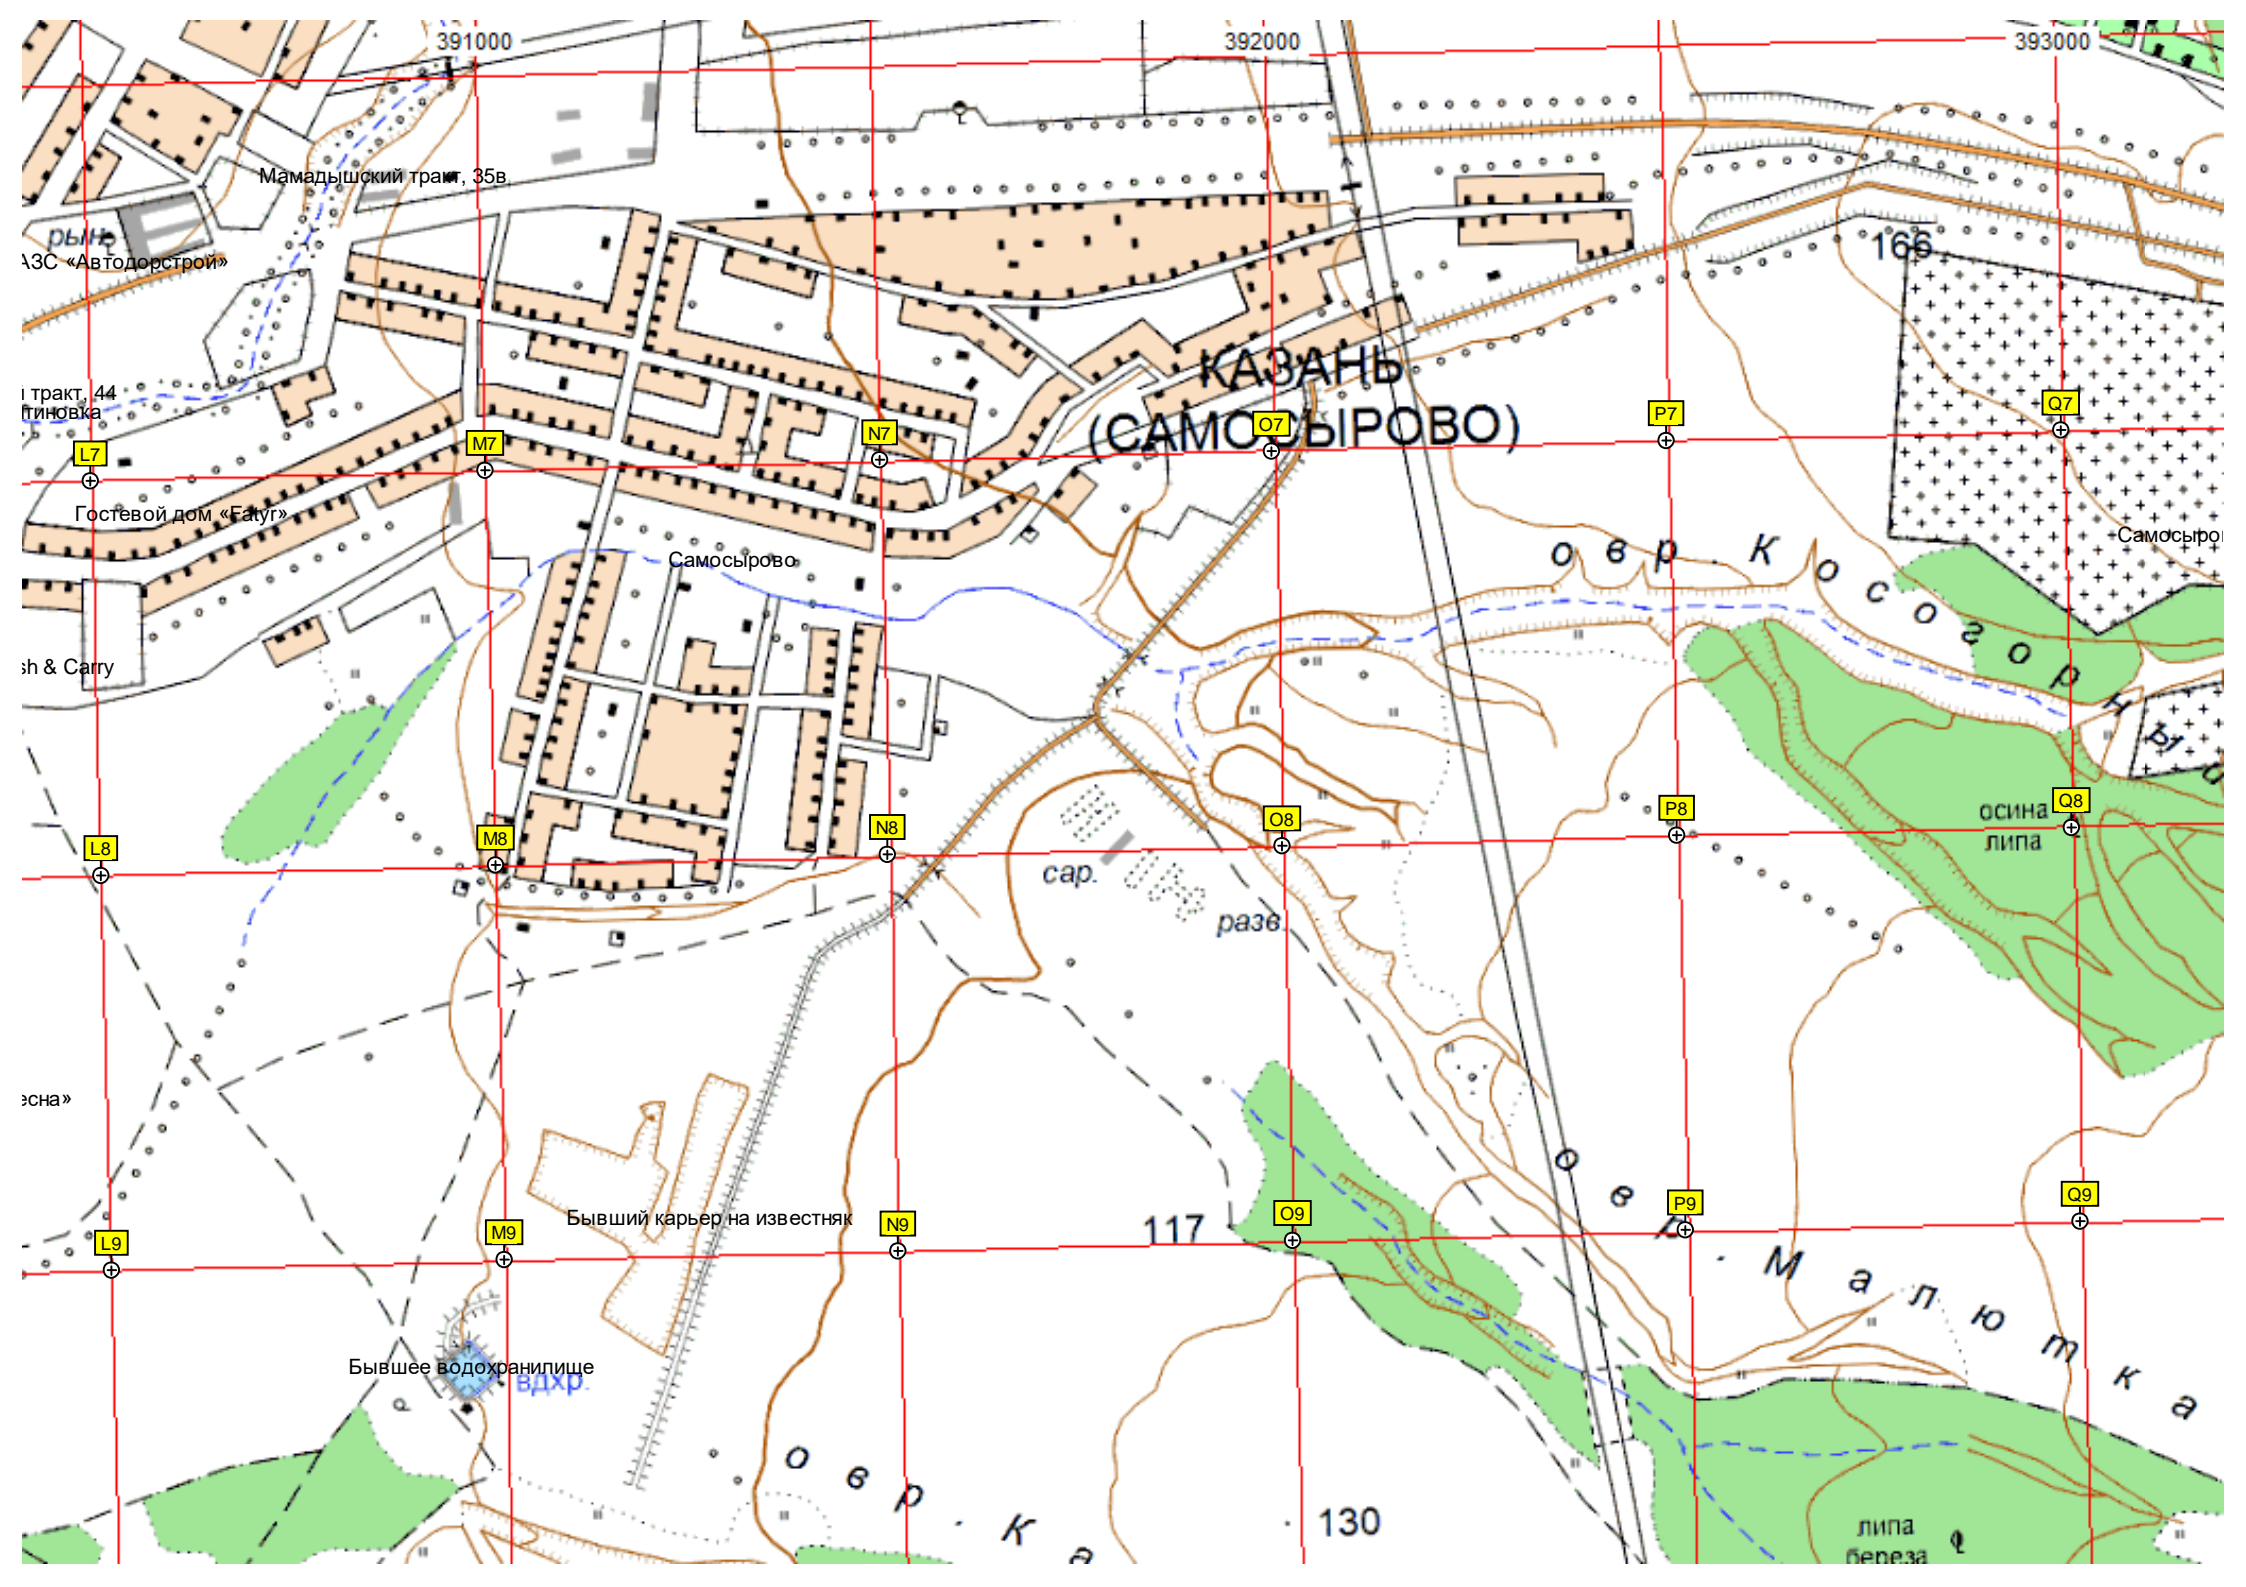 391000
392000
393000
Мамадышский тракт, 35в
рын.
АЗС «Автодорстрой»
166
КАЗАНЬ
(САМОСЫРОВО)
тракт, 44
тиновка
L7
M7
N7
O7
P7
Q7
Гостевой дом «Fatyr»
Самосырово
Самосыро
овр. Косогорный
sh & Carry
осина
липа
L8
M8
N8
O8
P8
Q8
сар.
разв.
есна»
Бывший карьер на известняк
117
L9
M9
N9
O9
P9
Q9
овр. Малютка
Бывшее водохранилище
вдхр.
овр. Ка
130
липа
береза